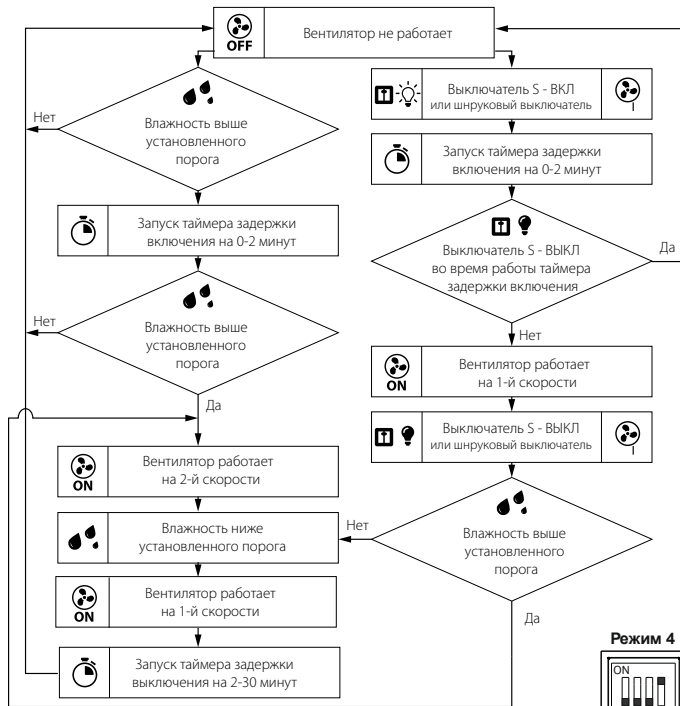 OFF
Вентилятор не работает
Влажность выше
установленного
порога
Нет
Запуск таймера задержки
включения на 0-2 минут
Влажность выше
установленного
порога
Нет
Да
ON
Вентилятор работает
на 2-й скорости
Влажность ниже
установленного порога
ON
Вентилятор работает
на 1-й скорости
Запуск таймера задержки
выключения на 2-30 минут
Выключатель S - ВКЛ
или шнруковый выключатель
Запуск таймера задержки
включения на 0-2 минут
Выключатель S - ВЫКЛ
во время работы таймера
задержки включения
Да
Нет
ON
Вентилятор работает
на 1-й скорости
Выключатель S - ВЫКЛ
или шнруковый выключатель
Влажность выше
установленного
порога
Нет
Да
Режим 4
ON